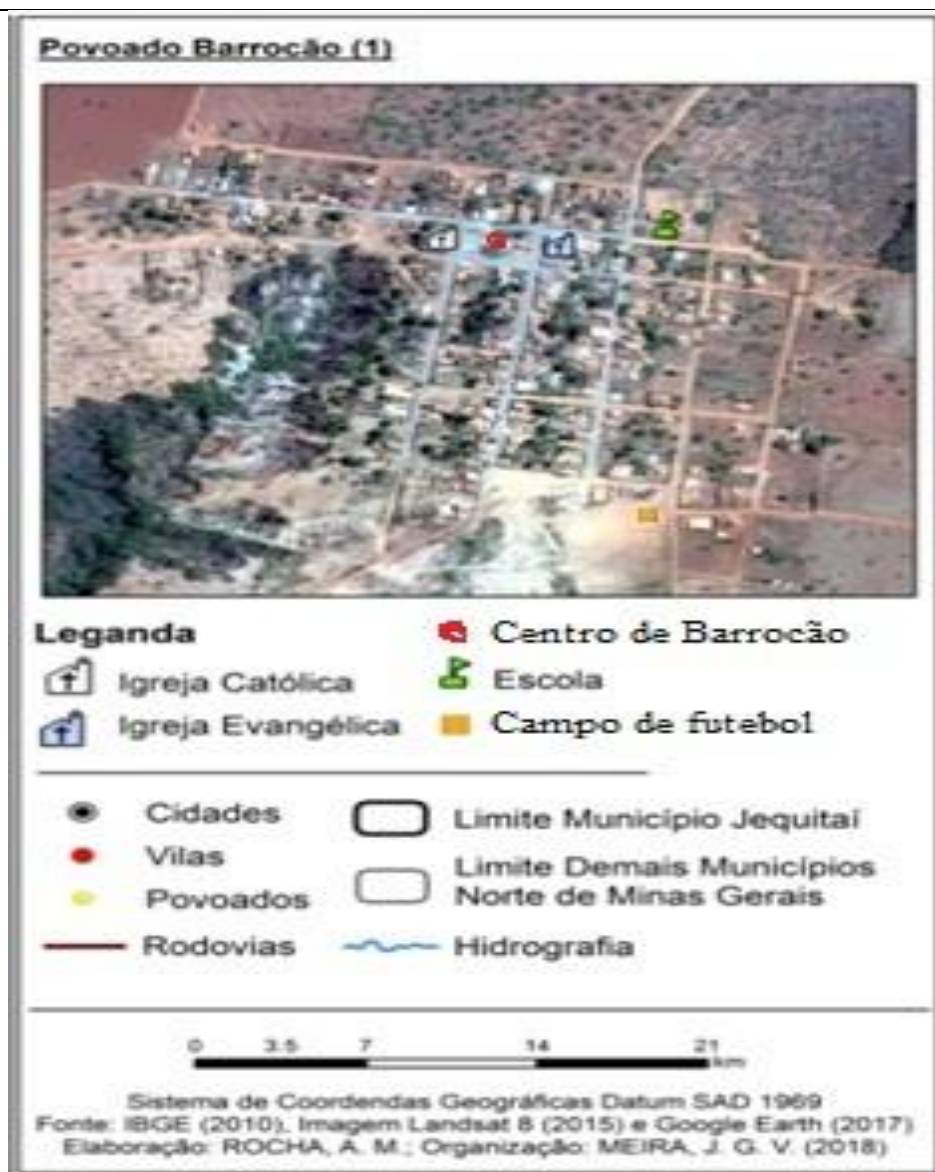 Povoado Barrocão (1)
Leganda
Igreja Católica
Igreja Evangélica
Centro de Barrocão
Escola
Campo de futebol
Cidades
Vilas
Povoados
Rodovias
Limite Município Jequitaí
Limite Demais Municípios
Norte de Minas Gerais
Hidrografia
0 3.5 7 14 21
km
Sistema de Coordendas Geográficas Datum SAD 1969
Fonte: IBGE (2010), Imagem Landsat 8 (2015) e Google Earth (2017)
Elaboração: ROCHA, A. M.; Organização: MEIRA, J. G. V. (2018)